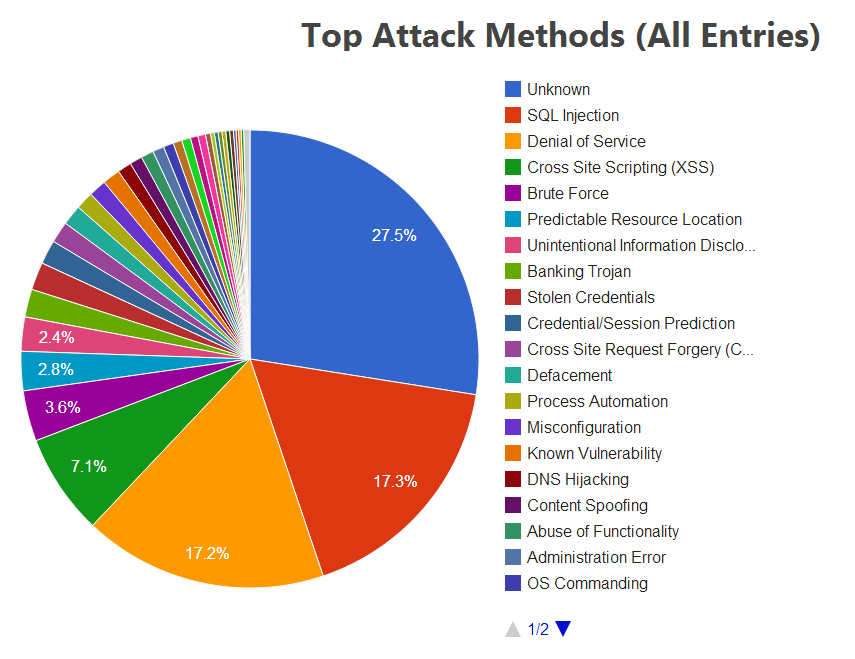 Top Attack Methods (All Entries)
Unknown
SQL Injection
Denial of Service
Cross Site Scripting (XSS)
Brute Force
Predictable Resource Location
Unintentional Information Disclo...
Banking Trojan
Stolen Credentials
Credential/Session Prediction
Cross Site Request Forgery (C...
Defacement
Process Automation
Misconfiguration
Known Vulnerability
DNS Hijacking
Content Spoofing
Abuse of Functionality
Administration Error
OS Commanding
1/2
27.5%
17.3%
17.2%
7.1%
3.6%
2.8%
2.4%